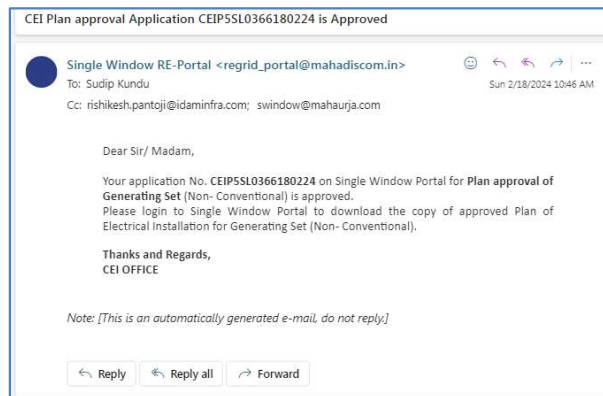 CEI Plan approval Application CEIP5SL0366180224 is Approved
Single Window RE-Portal <regrid_portal@mahadiscom.in>
To: Sudip Kundu
Sun 2/18/2024 10:46 AM
Cc: rishikesh.pantoji@idaminfra.com; swindow@mahaurja.com
Dear Sir/ Madam,
Your application No. CEIP5SL0366180224 on Single Window Portal for Plan approval of
Generating Set (Non- Conventional) is approved.
Please login to Single Window Portal to download the copy of approved Plan of
Electrical Installation for Generating Set (Non- Conventional).
Thanks and Regards,
CEI OFFICE
Note: [This is an automatically generated e-mail, do not reply.]
Reply Reply all Forward